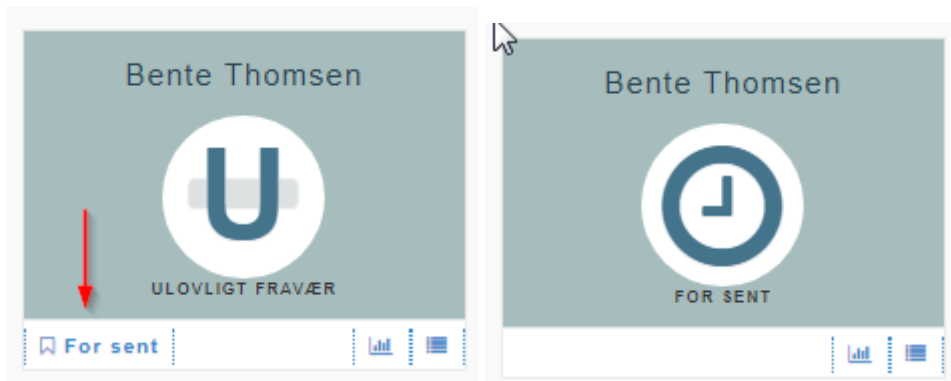 Bente Thomsen
U
ULOVLIGT FRAVÆR
For sent
Bente Thomsen
FOR SENT